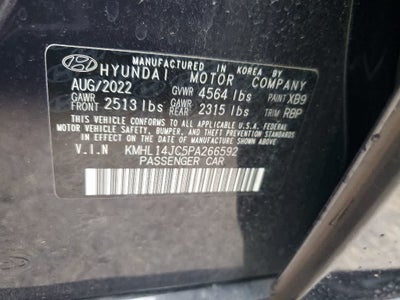 MANUFACTURED IN KOREA BY
HYUNDAI MOTOR COMPANY
AUG/2022 GVWR 4564 lbs PAINT XB9
GAWR FRONT 2513 lbs GAWR REAR 2315 lbs TRIM RBP
THIS VEHICLE CONFORMS TO ALL APPLICABLE U.S.A. FEDERAL
MOTOR VEHICLE SAFETY, BUMPER, AND THEFT PREVENTION
STANDARDS IN EFFECT ON THE DATE OF MANUFACTURE
SHOWN ABOVE.
V.I.N KMHL14JC5PA266592
PASSENGER CAR